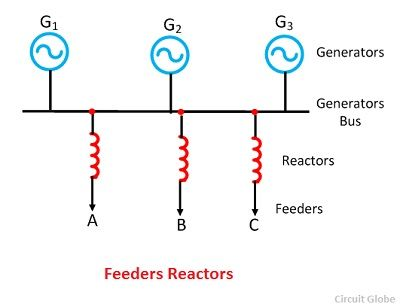 G1 G2 G3
Generators
Generators
Bus
Reactors
Feeders
A B C
Feeders Reactors
Circuit Globe